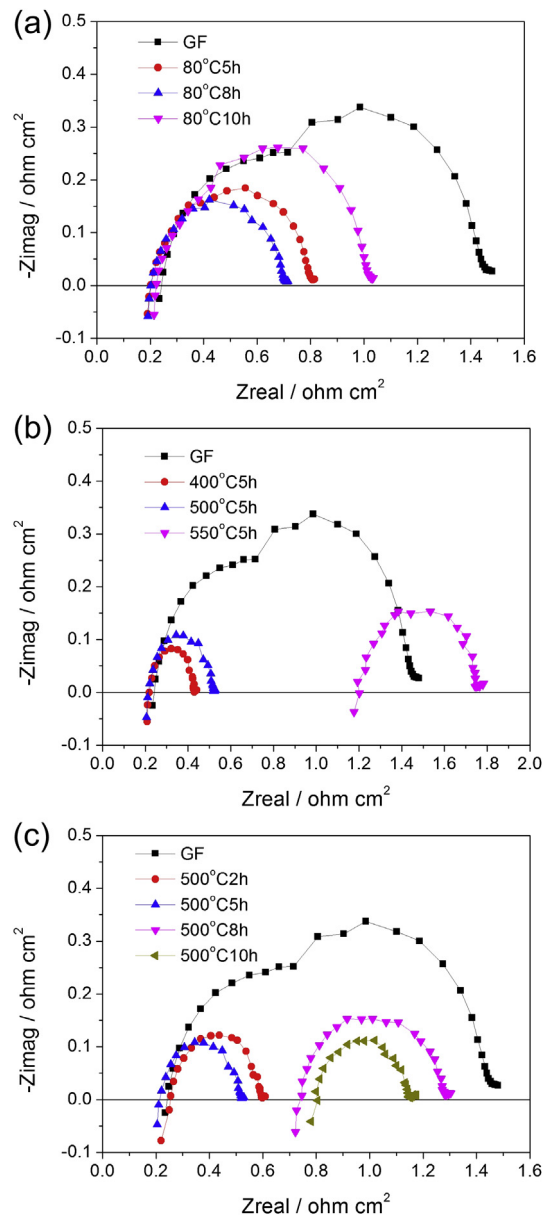 (a)
0.5
0.4
0.3
0.2
0.1
0.0
-0.1
-Zimag / ohm cm²
GF
80°C5h
80°C8h
80°C10h
0.0 0.2 0.4 0.6 0.8 1.0 1.2 1.4 1.6
Zreal / ohm cm²
(b)
0.5
0.4
0.3
0.2
0.1
0.0
-0.1
-Zimag / ohm cm²
GF
400°C5h
500°C5h
550°C5h
0.0 0.2 0.4 0.6 0.8 1.0 1.2 1.4 1.6 1.8 2.0
Zreal / ohm cm²
(c)
0.5
0.4
0.3
0.2
0.1
0.0
-0.1
-Zimag / ohm cm²
GF
500°C2h
500°C5h
500°C8h
500°C10h
0.0 0.2 0.4 0.6 0.8 1.0 1.2 1.4 1.6
Zreal / ohm cm²